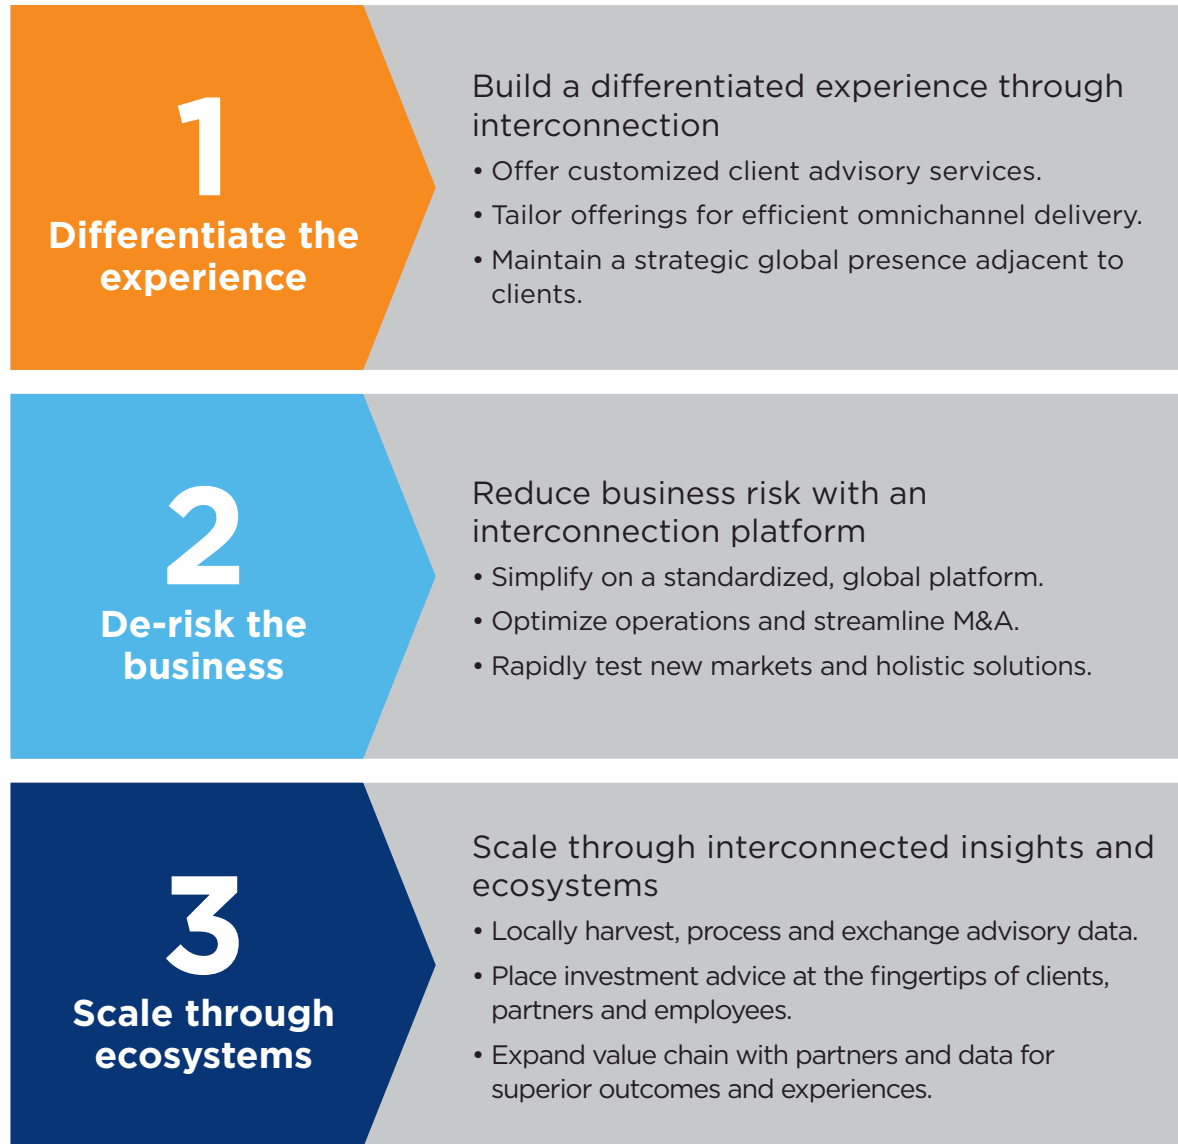 1
Differentiate the
experience
Build a differentiated experience through
interconnection
• Offer customized client advisory services.
• Tailor offerings for efficient omnichannel delivery.
• Maintain a strategic global presence adjacent to
clients.
2
De-risk the
business
Reduce business risk with an
interconnection platform
• Simplify on a standardized, global platform.
• Optimize operations and streamline M&A.
• Rapidly test new markets and holistic solutions.
3
Scale through
ecosystems
Scale through interconnected insights and
ecosystems
• Locally harvest, process and exchange advisory data.
• Place investment advice at the fingertips of clients,
partners and employees.
• Expand value chain with partners and data for
superior outcomes and experiences.